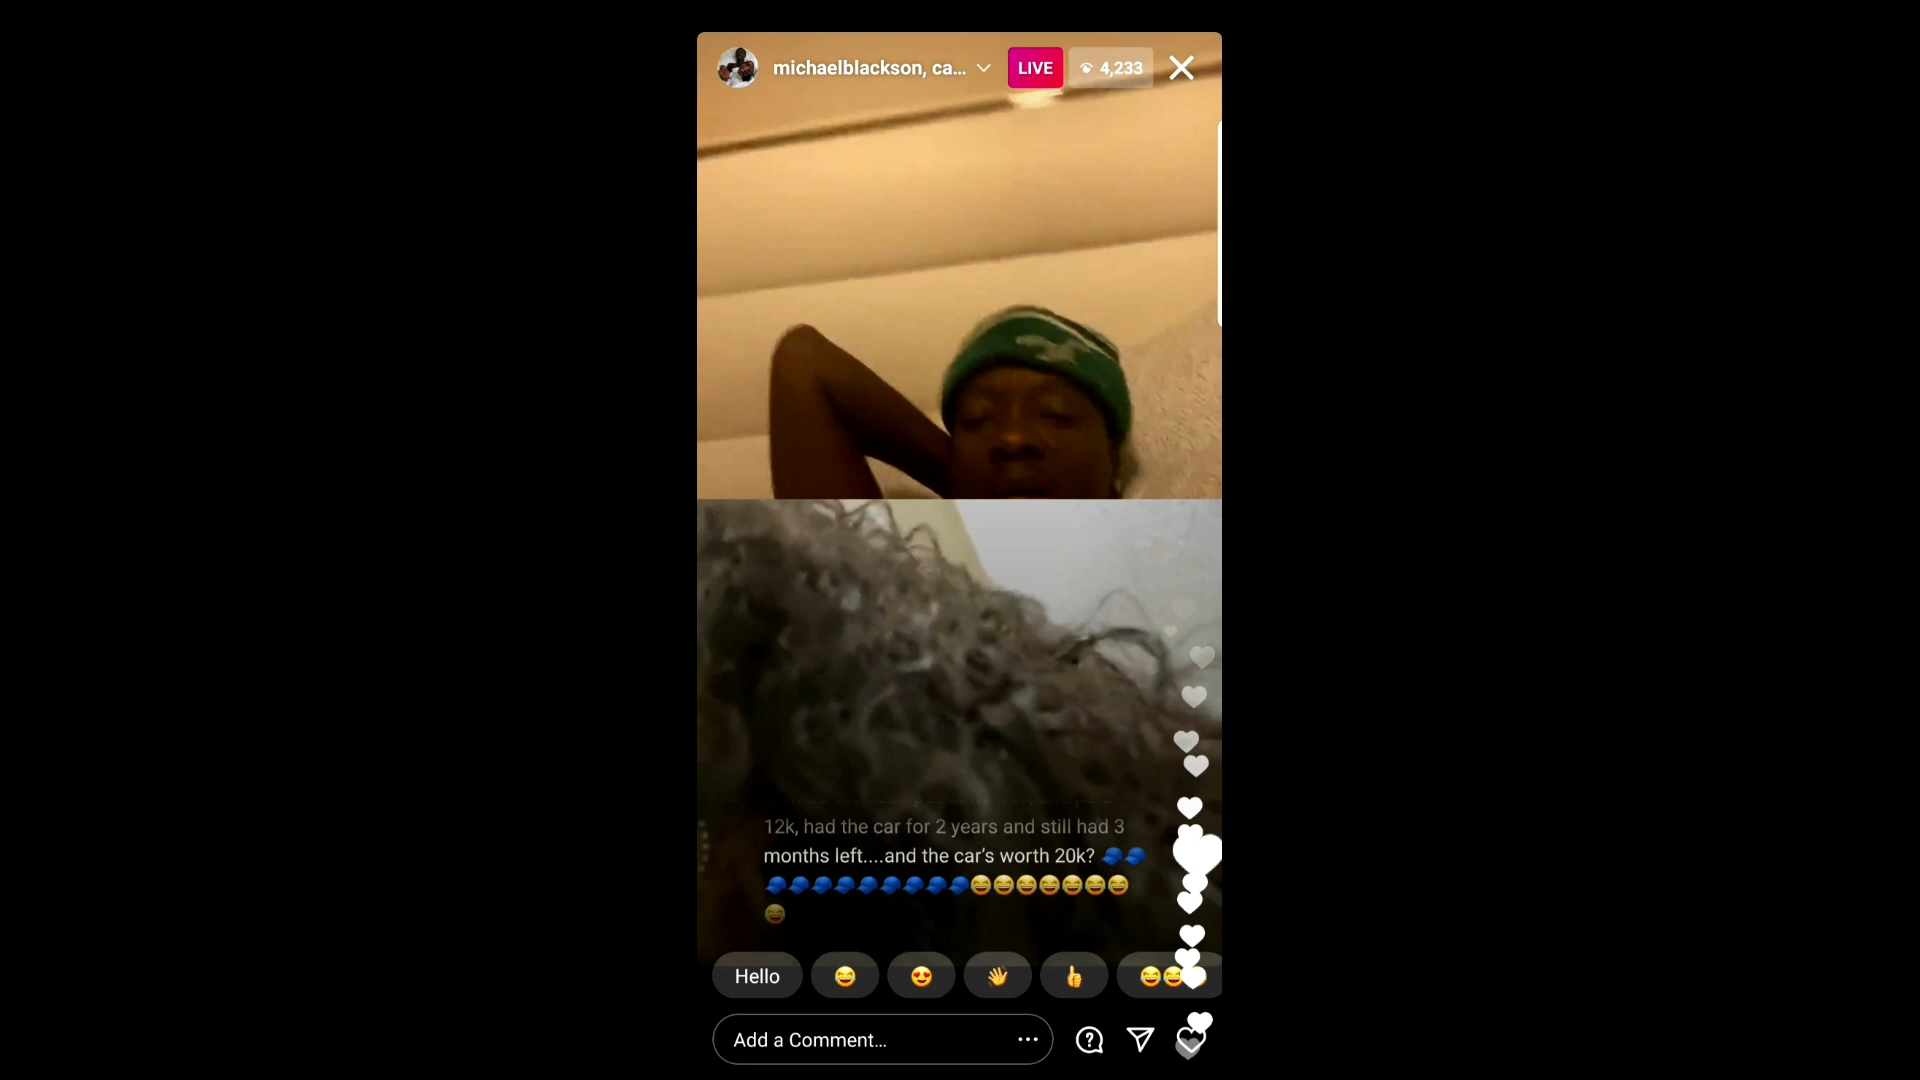 michaelblackson, ca...
LIVE
4,233
12k, had the car for 2 years and still had 3
months left....and the car's worth 20k? 🧢🧢
🧢🧢🧢🧢🧢🧢🧢🧢🧢😂😂😂😂😂😂😂
😂
Hello
Add a Comment...